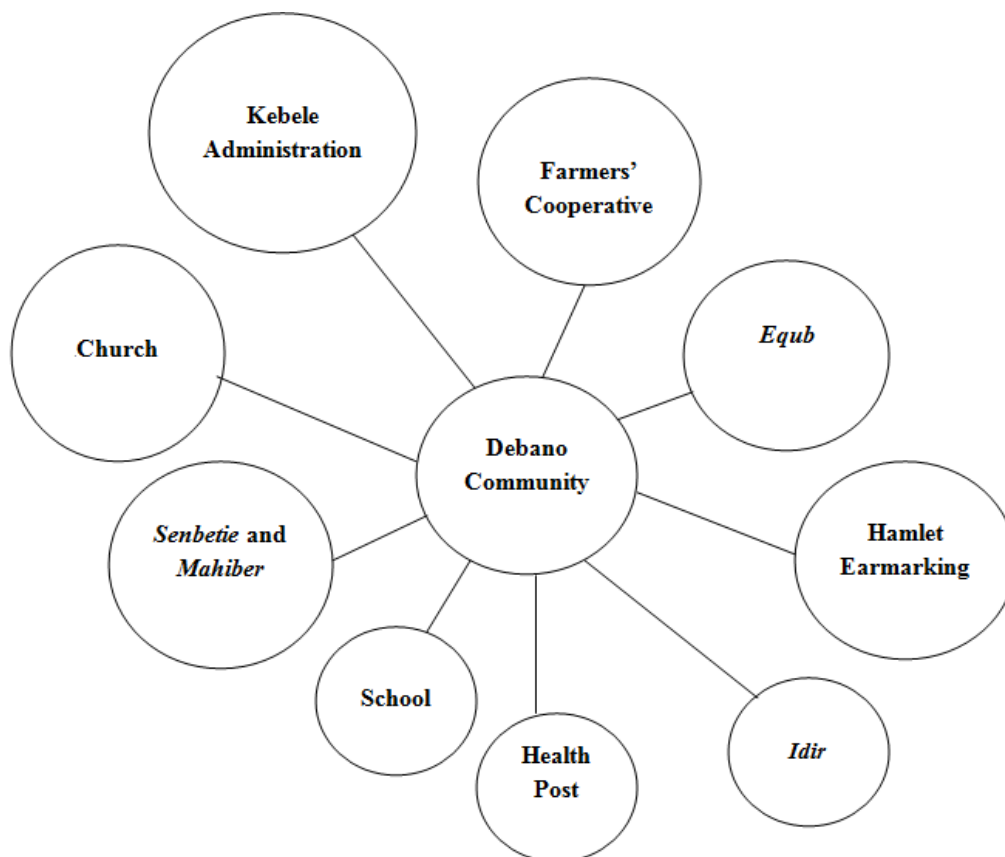 Kebele
Administration
Farmers’
Cooperative
Church
Equb
Debano
Community
Senbetie and
Mahiber
Hamlet
Earmarking
School
Health
Post
Idir